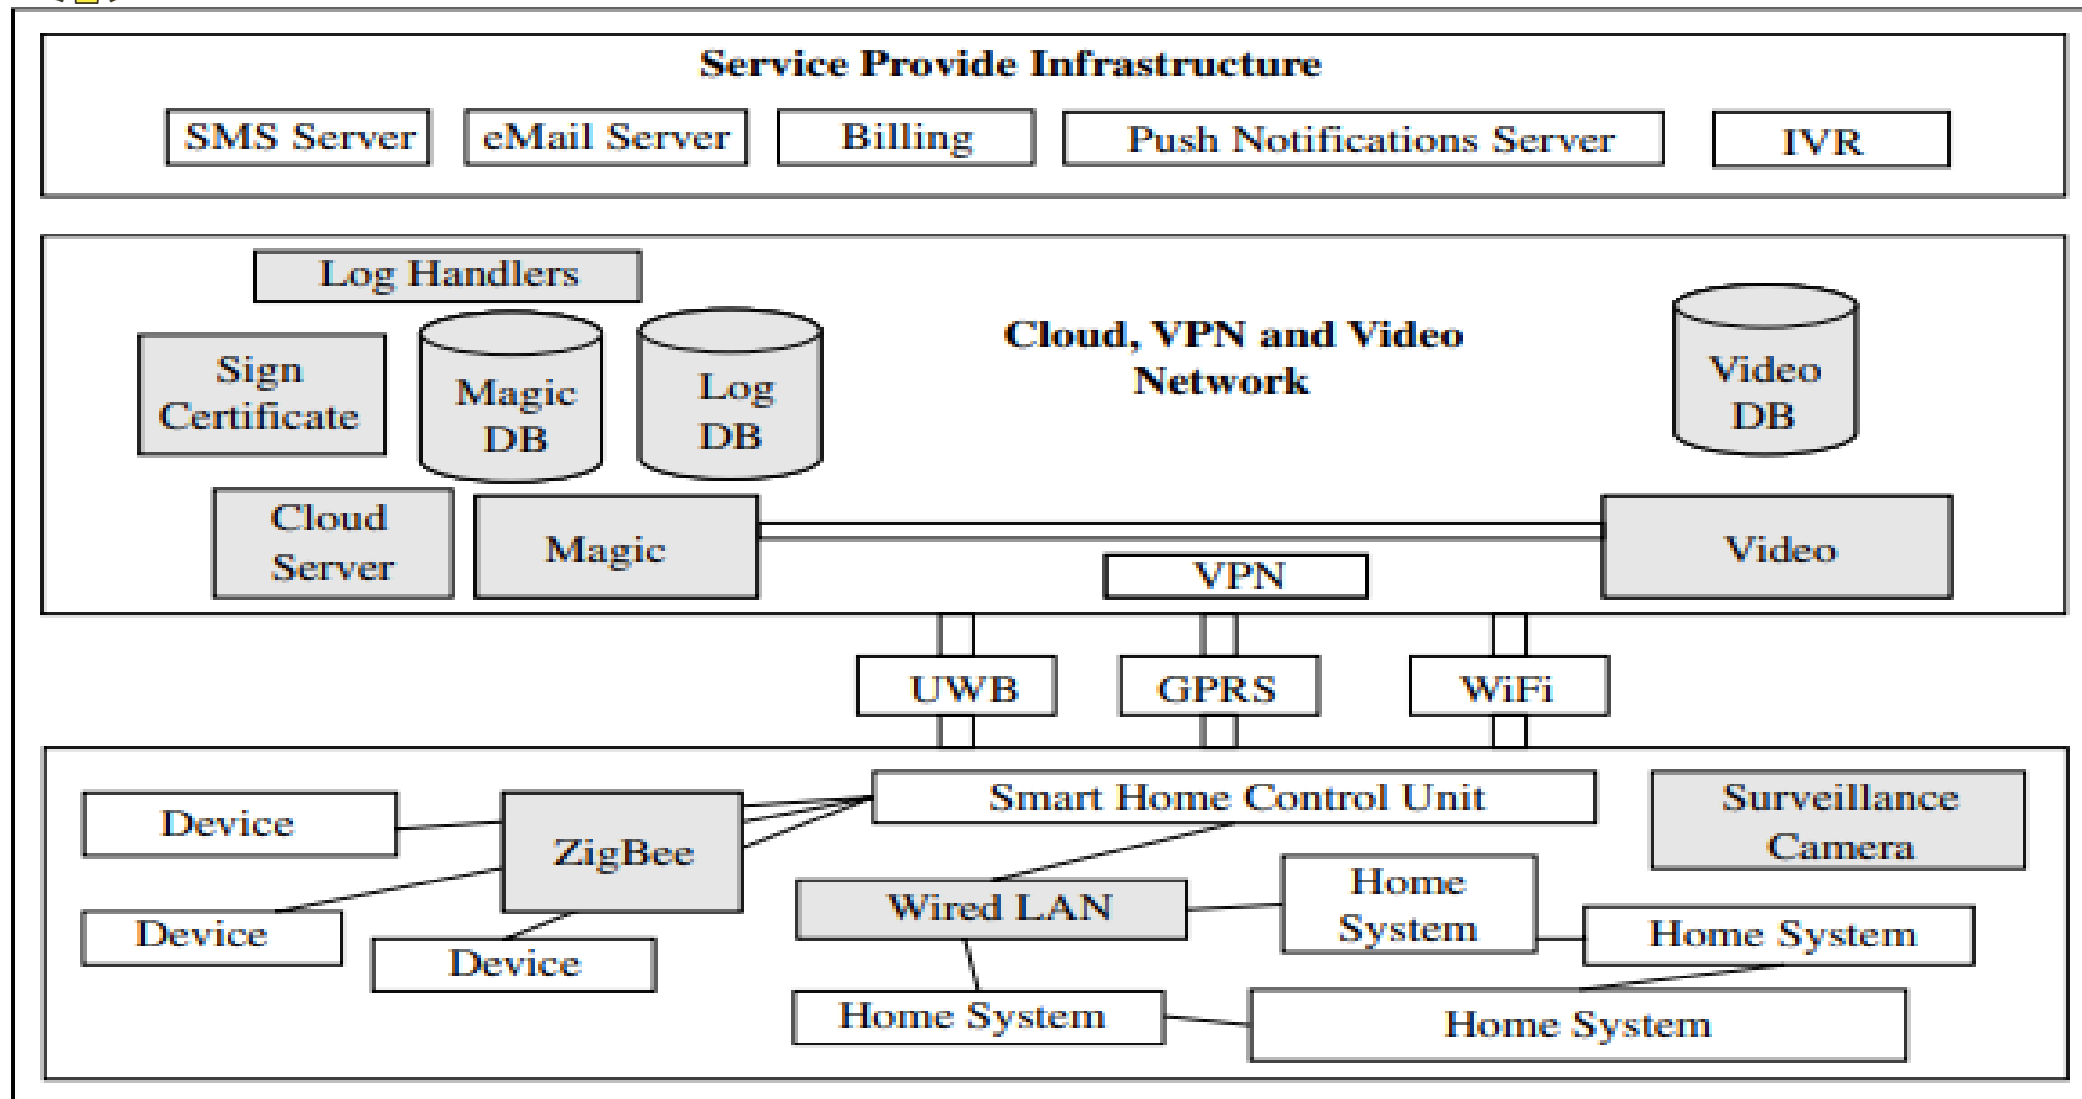 Service Provide Infrastructure
SMS Server
eMail Server
Billing
Push Notifications Server
IVR
Log Handlers
Sign
Certificate
Magic
DB
Log
DB
Cloud, VPN and Video
Network
Video
DB
Cloud
Server
Magic
VPN
Video
UWB
GPRS
WiFi
Device
ZigBee
Smart Home Control Unit
Surveillance
Camera
Device
Device
Wired LAN
Home
System
Home System
Home System
Home System